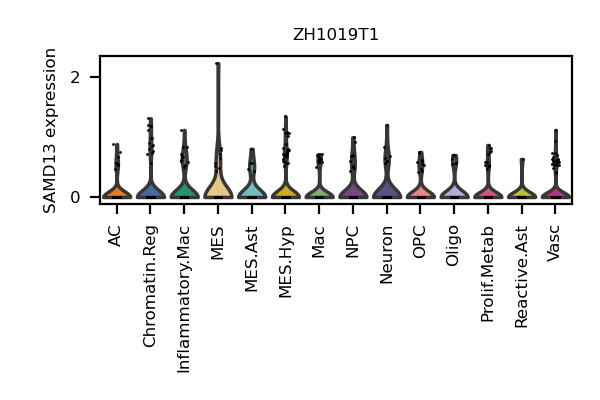 ZH1019T1
SAMD13 expression
2
0
AC
Chromatin.Reg
Inflammatory.Mac
MES
MES.Ast
MES.Hyp
Mac
NPC
Neuron
OPC
Oligo
Prolif.Metab
Reactive.Ast
Vasc